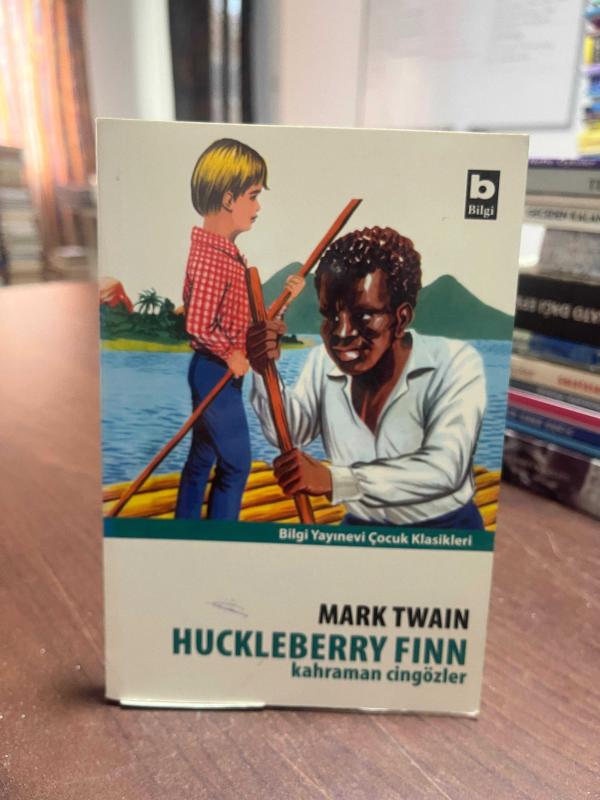 b
Bilgi
Bilgi Yayınevi Çocuk Klasikleri
MARK TWAIN
HUCKLEBERRY FINN
kahraman cingözler